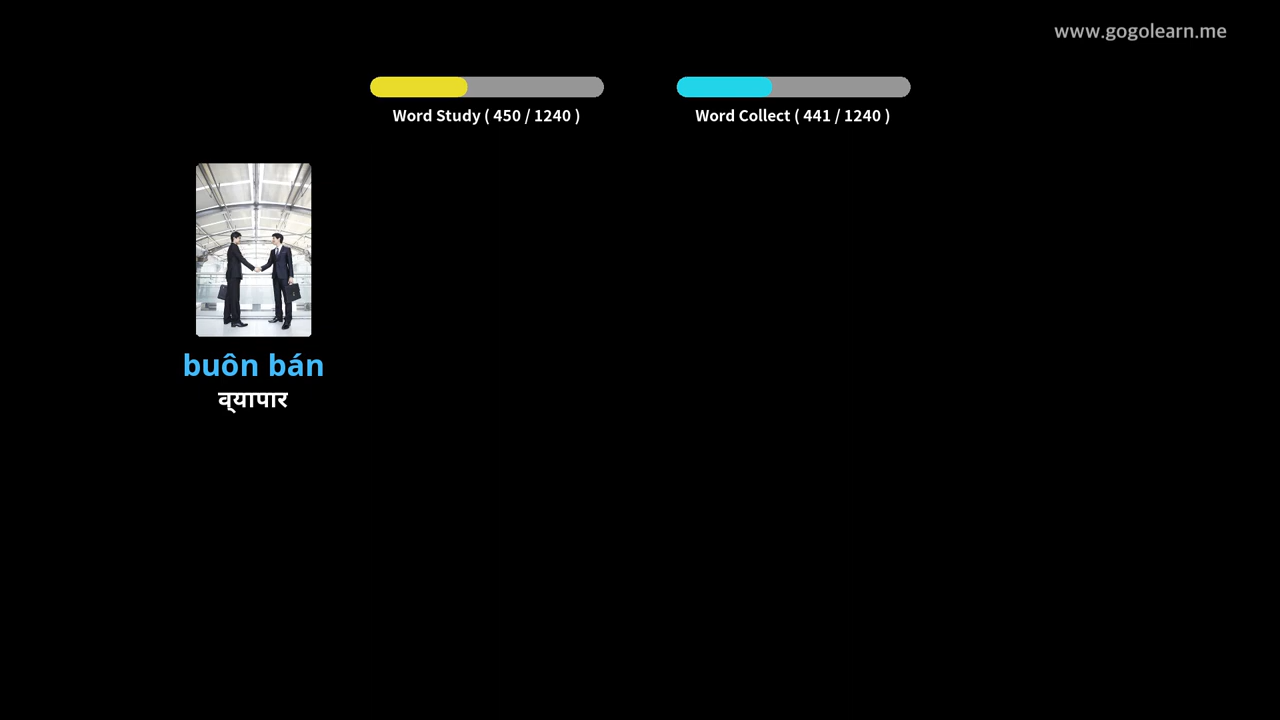 www.gogolearn.me
Word Study ( 450 / 1240 )
Word Collect ( 441 / 1240 )
buôn bán
व्यापार